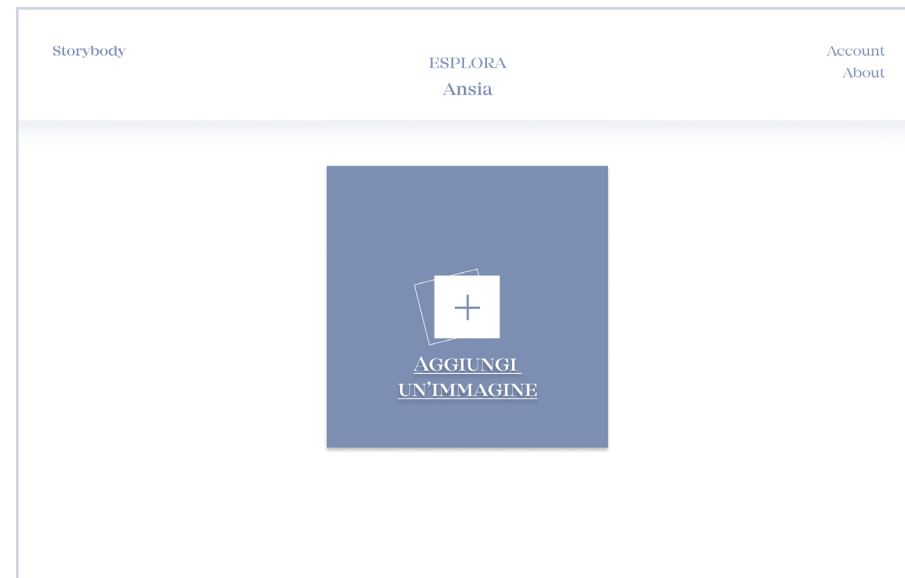 Storybody
ESPLORA
Ansia
Account
About
AGGIUNGI
UN'IMMAGINE